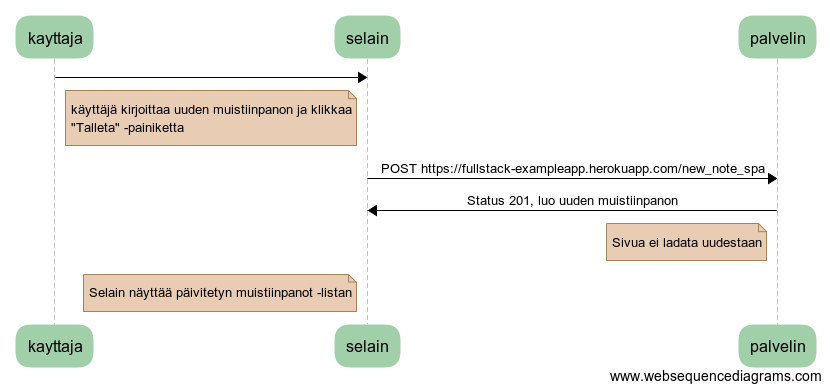 kayttaja
selain
palvelin
käyttäjä kirjoittaa uuden muistiinpanon ja klikkaa
"Talleta" -painiketta
POST https://fullstack-exampleapp.herokuapp.com/new_note_spa
Status 201, luo uuden muistiinpanon
Sivua ei ladata uudestaan
Selain näyttää päivitetyn muistiinpanot -listan
kayttaja
selain
palvelin
www.websequencediagrams.com